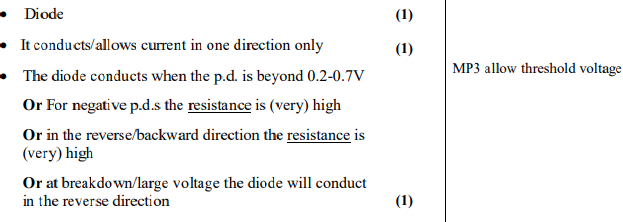 • Diode (1)
• It conducts/allows current in one direction only (1)
• The diode conducts when the p.d. is beyond 0.2-0.7V
MP3 allow threshold voltage
Or For negative p.d.s the resistance is (very) high
Or in the reverse/backward direction the resistance is
(very) high
Or at breakdown/large voltage the diode will conduct
in the reverse direction (1)